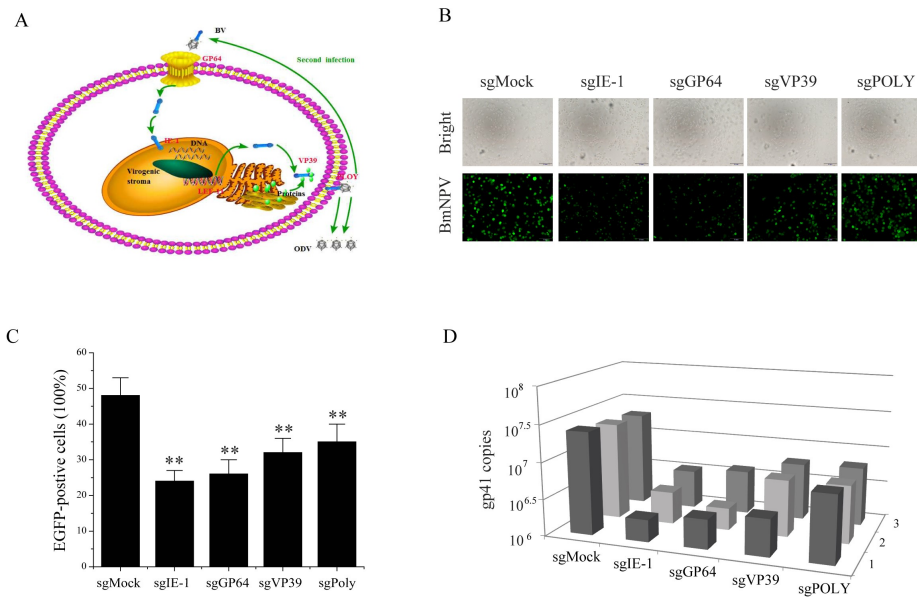 A
BV
GP64
Second infection
IE-1
DNA
Virogenic
stroma
VP39
Proteins
ODV
B
sgMock sgIE-1 sgGP64 sgVP39 sgPOLY
Bright
BmNPV
C
EGFP-postive cells (100%)
60
50
40
30
20
10
0
** ** ** **
sgMock sgIE-1 sgGP64 sgVP39 sgPoly
D
gp41 copies
10^8
10^7.5
10^7
10^6.5
10^6
sgMock sgIE-1 sgGP64 sgVP39 sgPOLY
1 2 3